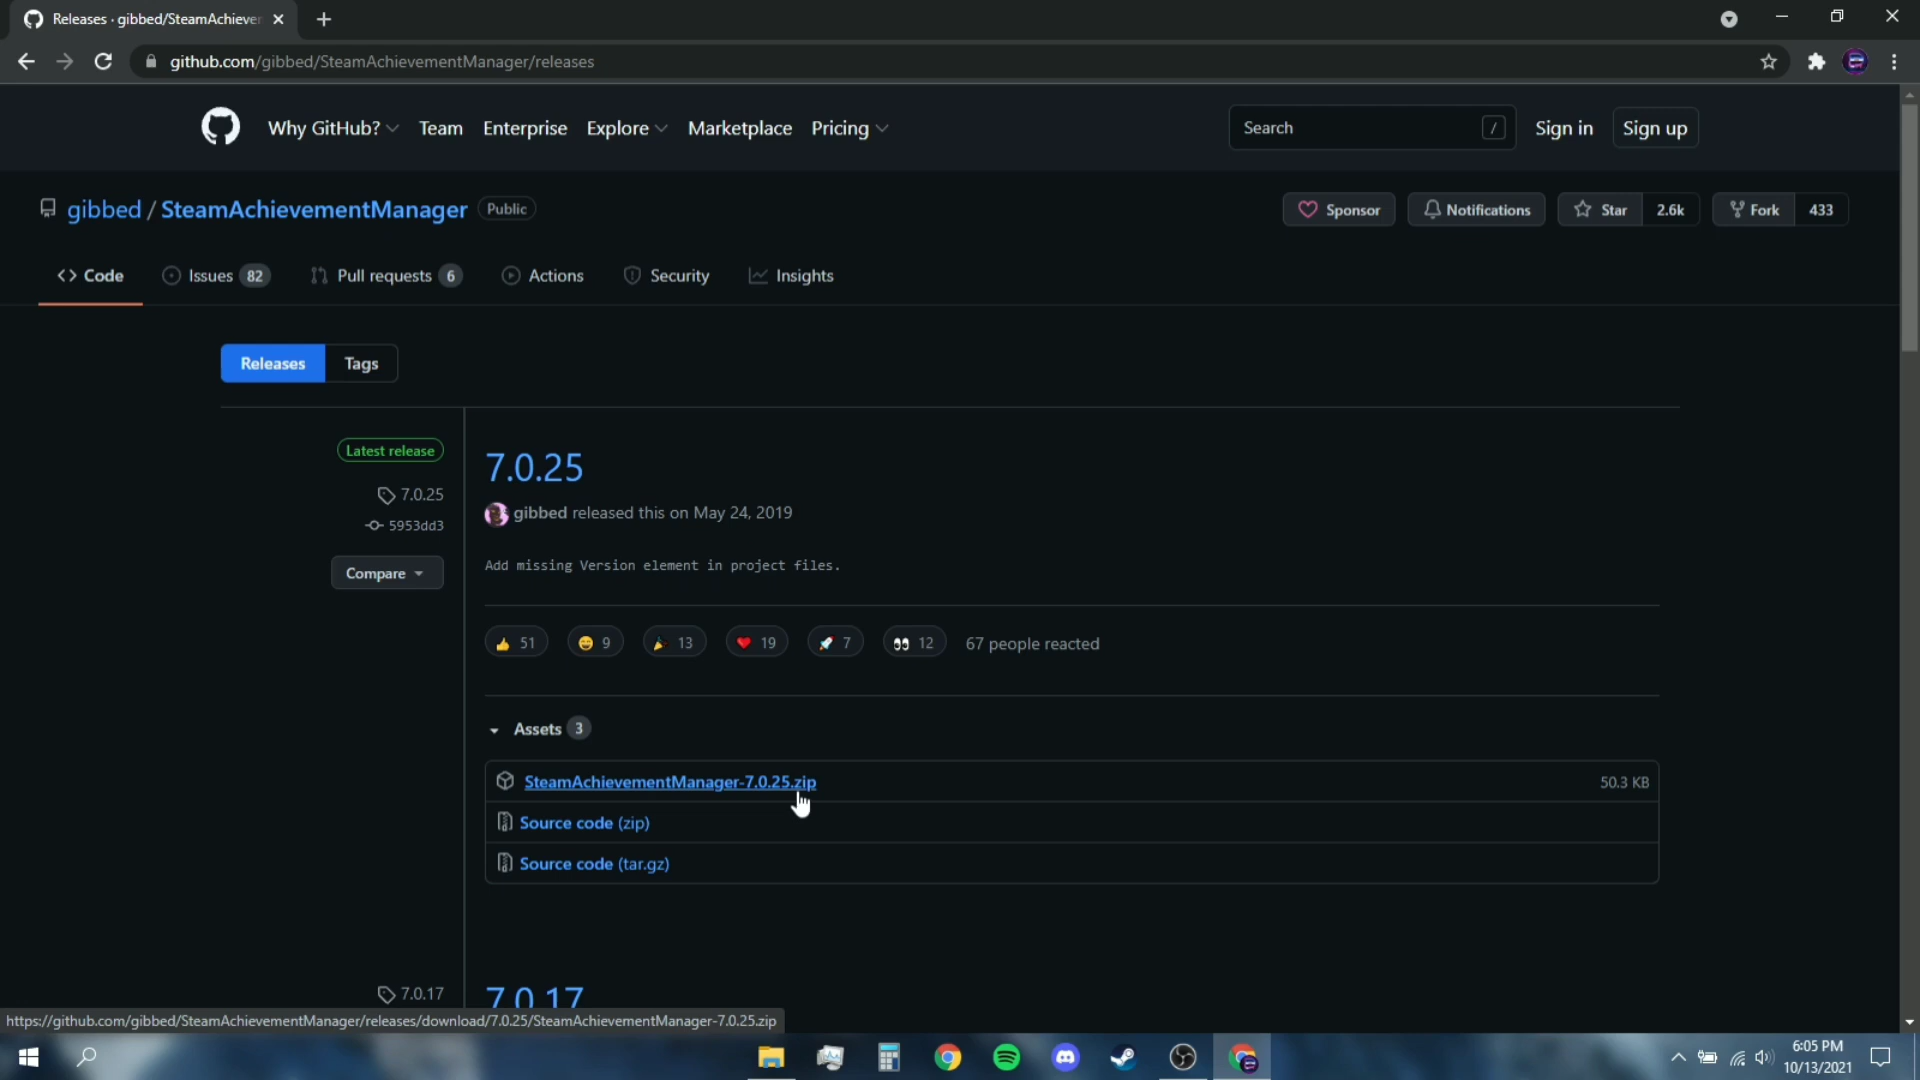 Releases · gibbed/SteamAchiever
github.com/gibbed/SteamAchievementManager/releases
Why GitHub? Team Enterprise Explore Marketplace Pricing Search / Sign in Sign up
gibbed / SteamAchievementManager Public Sponsor Notifications Star 2.6k Fork 433
<> Code Issues 82 Pull requests 6 Actions Security Insights
Releases Tags
Latest release
7.0.25
5953dd3
Compare
7.0.25
gibbed released this on May 24, 2019
Add missing Version element in project files.
51 9 13 19 7 12 67 people reacted
Assets 3
SteamAchievementManager-7.0.25.zip 50.3 KB
Source code (zip)
Source code (tar.gz)
7.0.17
7.0.17
https://github.com/gibbed/SteamAchievementManager/releases/download/7.0.25/SteamAchievementManager-7.0.25.zip
6:05 PM
10/13/2021